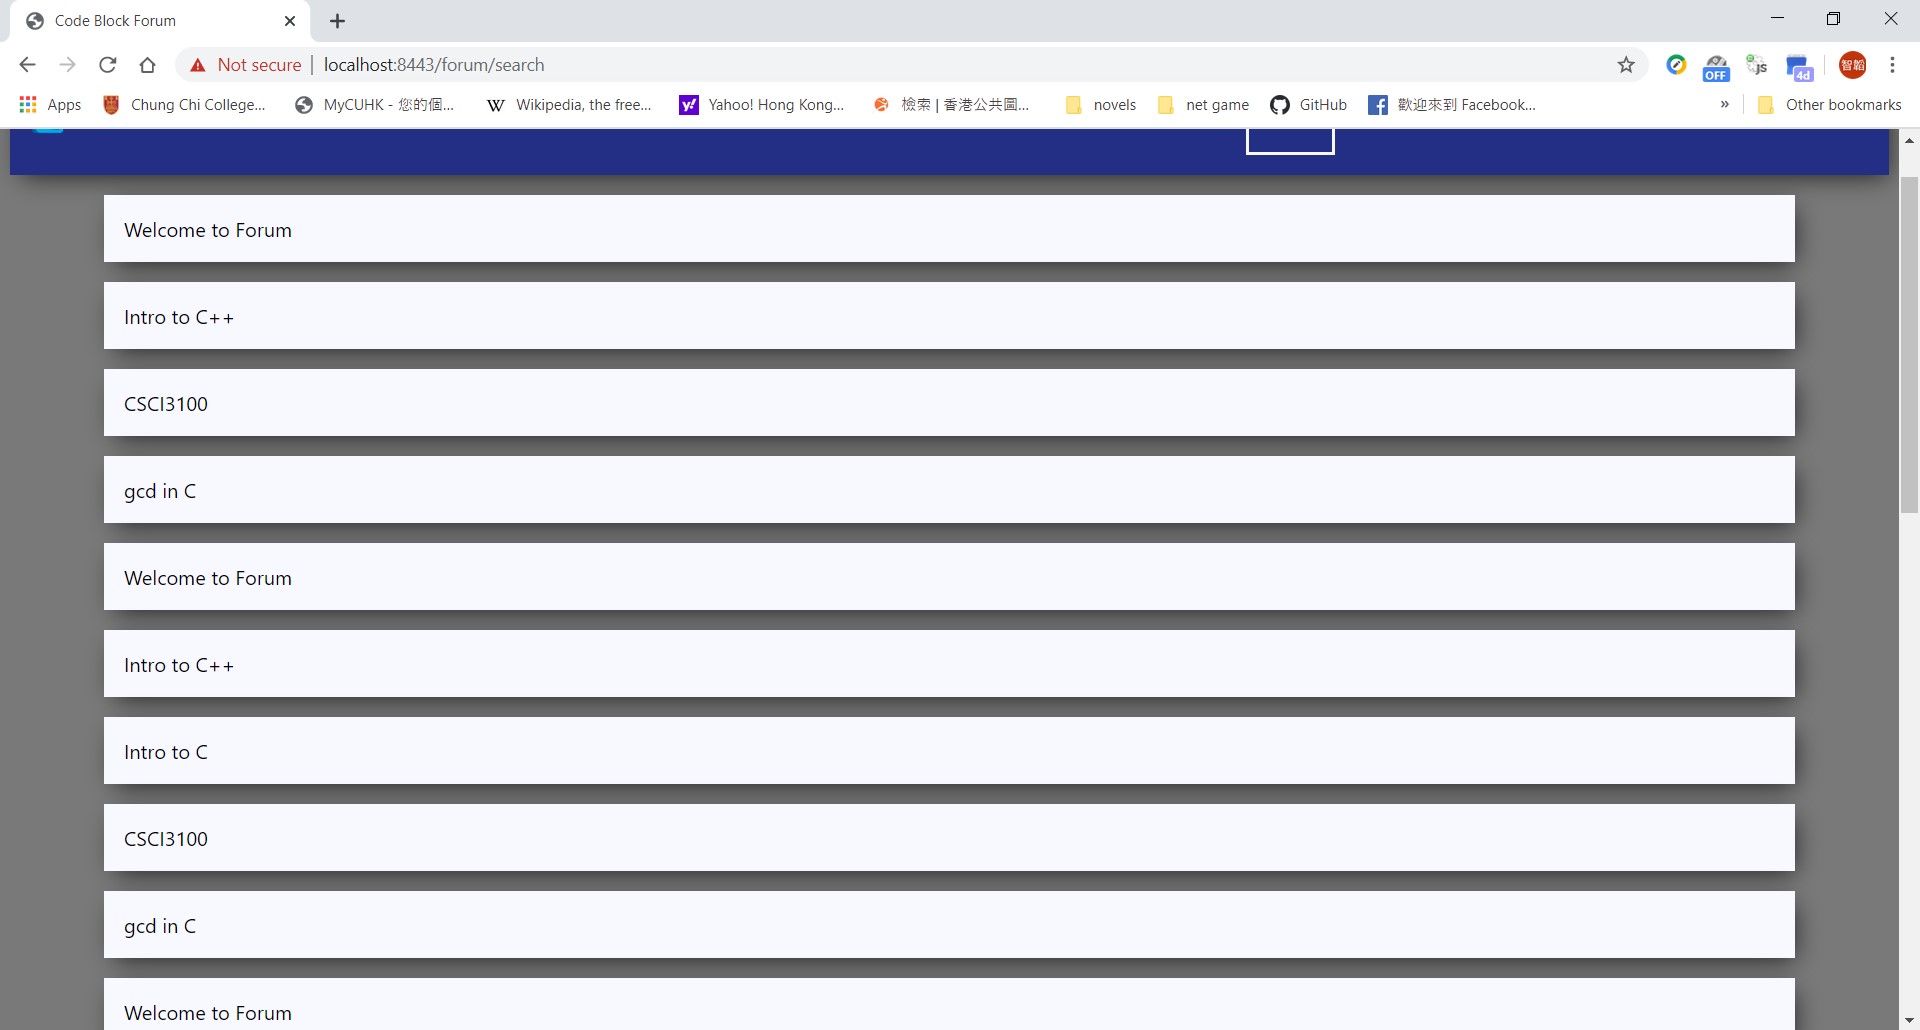 Code Block Forum
Not secure | localhost:8443/forum/search
OFF
js
4d
智韜
Apps
Chung Chi College...
MyCUHK - 您的個...
W Wikipedia, the free...
y! Yahoo! Hong Kong...
檢索 | 香港公共圖...
novels
net game
GitHub
歡迎來到 Facebook...
»
Other bookmarks
Welcome to Forum
Intro to C++
CSCI3100
gcd in C
Welcome to Forum
Intro to C++
Intro to C
CSCI3100
gcd in C
Welcome to Forum